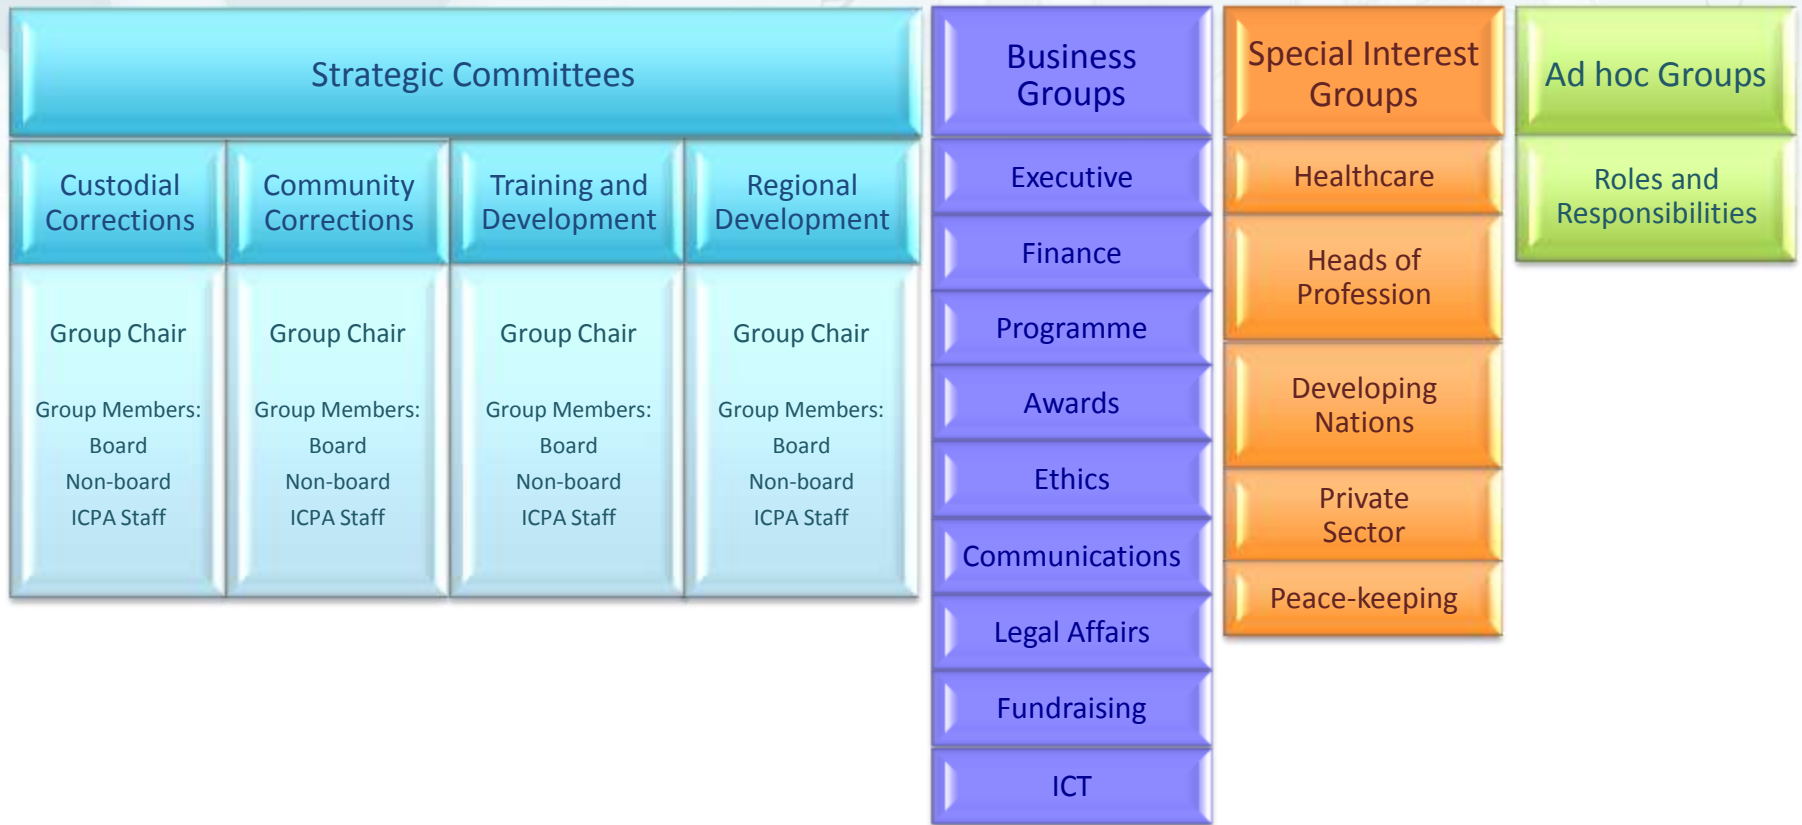 Strategic Committees
Custodial
Corrections
Community
Corrections
Training and
Development
Regional
Development
Group Chair
Group Members:
Board
Non-board
ICPA Staff
Group Chair
Group Members:
Board
Non-board
ICPA Staff
Group Chair
Group Members:
Board
Non-board
ICPA Staff
Group Chair
Group Members:
Board
Non-board
ICPA Staff
Business
Groups
Executive
Finance
Programme
Awards
Ethics
Communications
Legal Affairs
Fundraising
ICT
Special Interest
Groups
Healthcare
Heads of
Profession
Developing
Nations
Private
Sector
Peace-keeping
Ad hoc Groups
Roles and
Responsibilities